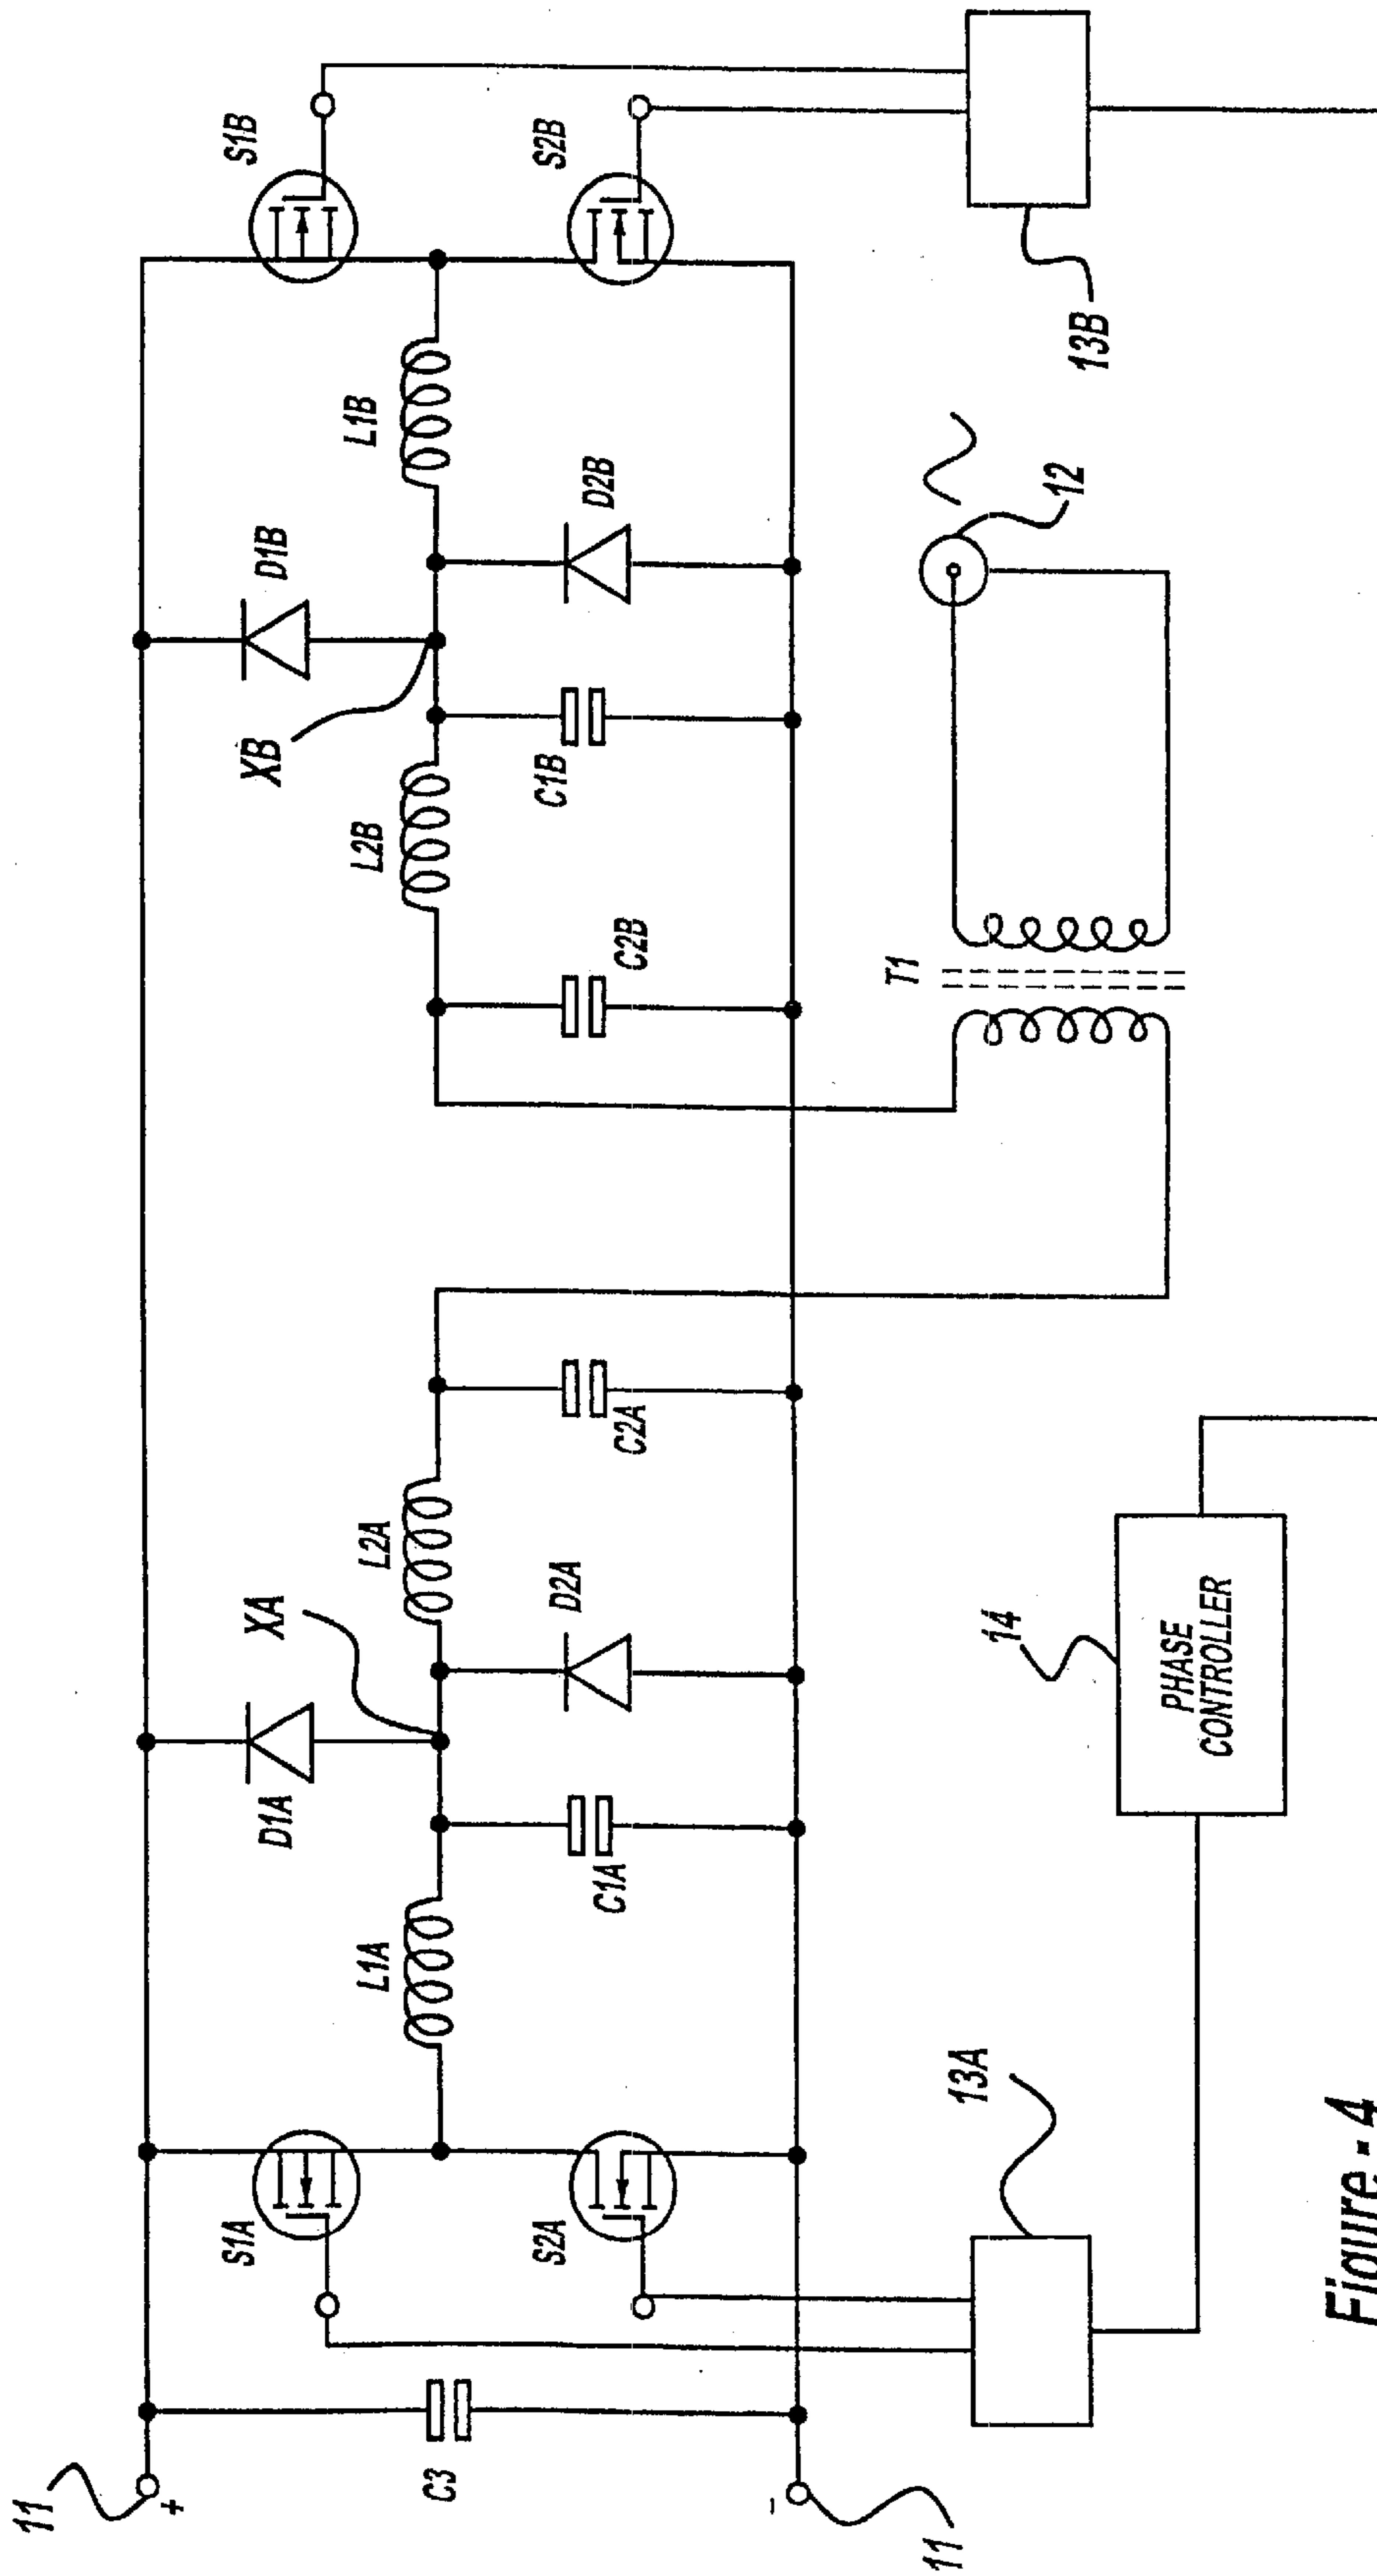 S1B
S2B
L1B
D1B
D2B
XB
L2B
C1B
C2B
13B
12
T1
L2A
C2A
XA
D2A
D1A
C1A
L1A
14
PHASE
CONTROLLER
13A
S1A
S2A
C3
11
+
-
11
Figure - 4